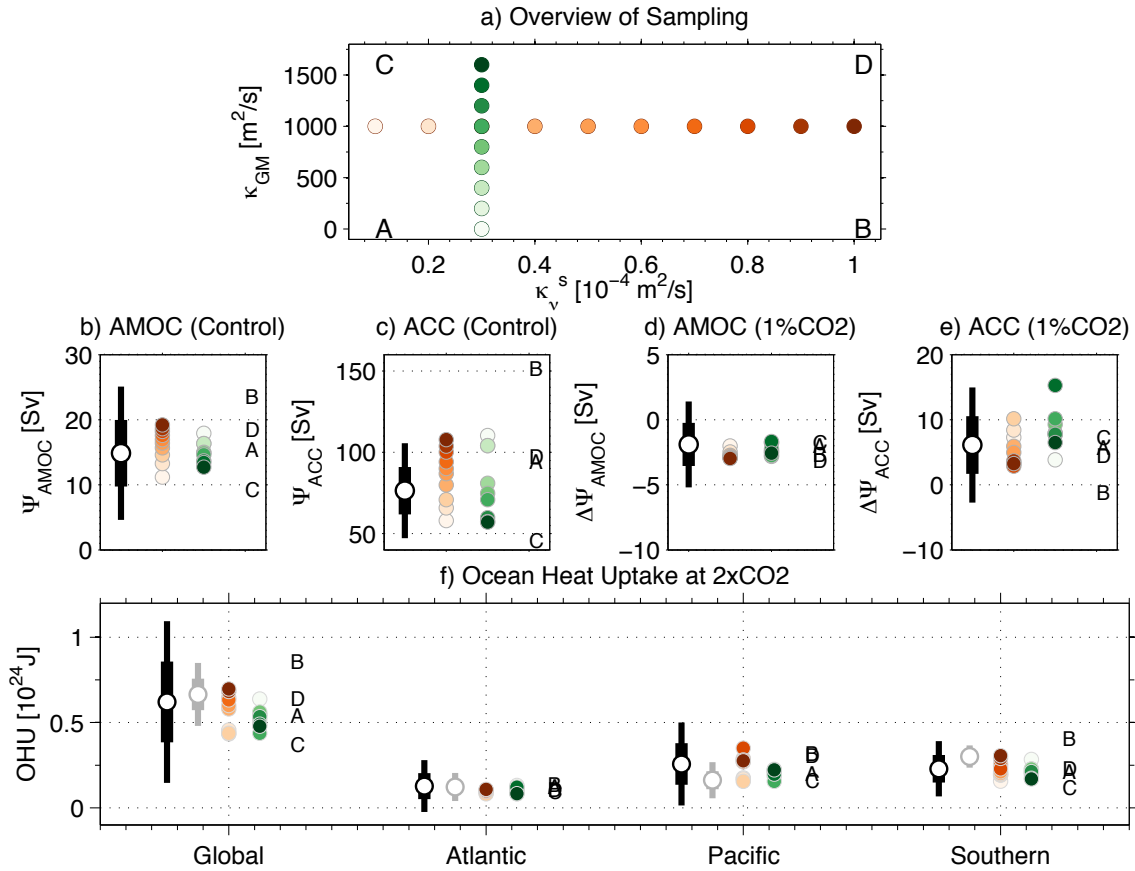 a) Overview of Sampling
κ_GM [m²/s]
1500
1000
500
0
C
D
A
B
0.2
0.4
0.6
0.8
1
κ_ν^s [10⁻⁴ m²/s]
b) AMOC (Control)
Ψ_AMOC [Sv]
30
20
10
0
B
D
A
C
c) ACC (Control)
Ψ_ACC [Sv]
150
100
50
B
D
A
C
d) AMOC (1%CO2)
ΔΨ_AMOC [Sv]
5
0
−5
−10
C
A
B
D
e) ACC (1%CO2)
ΔΨ_ACC [Sv]
20
10
0
−10
C
A
D
B
f) Ocean Heat Uptake at 2xCO2
OHU [10²⁴J]
1
0.5
0
B
D
A
C
B
D
A
C
B
D
A
C
B
D
A
C
Global
Atlantic
Pacific
Southern